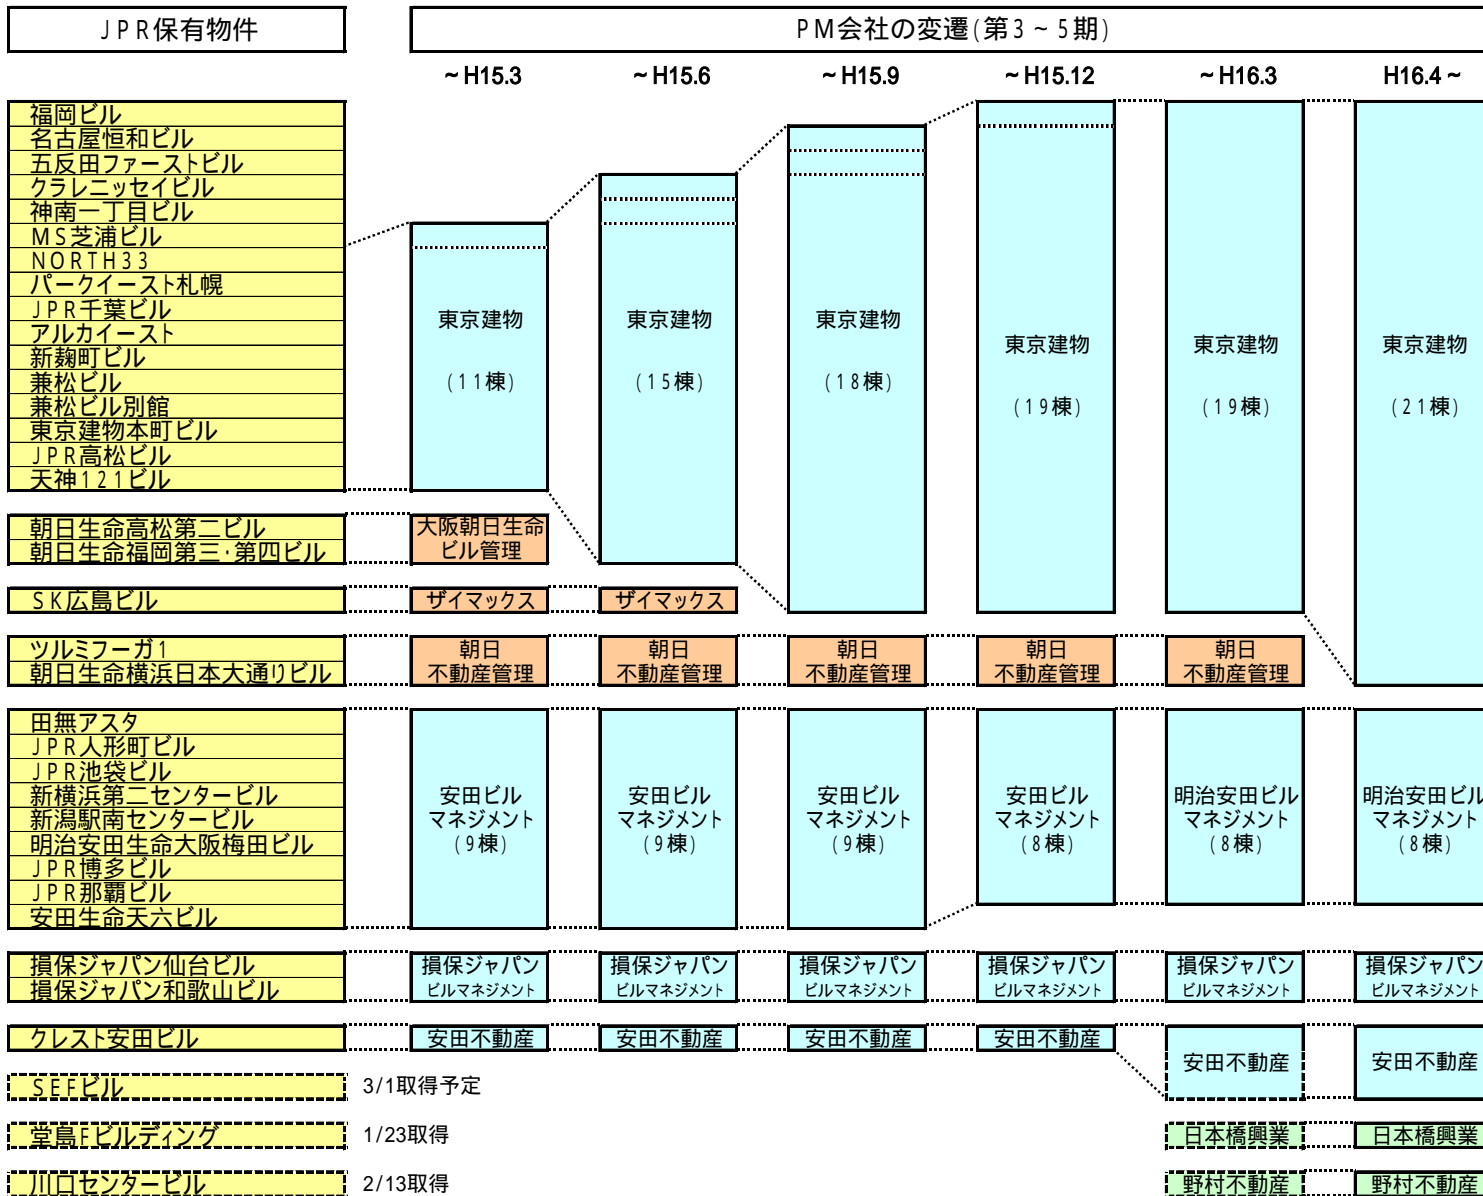 JPR保有物件
PM会社の変遷(第3~5期)
~H15.3 ~H15.6 ~H15.9 ~H15.12 ~H16.3 H16.4~
福岡ビル
名古屋恒和ビル
五反田ファーストビル
クラレニッセイビル
神南一丁目ビル
MS芝浦ビル
NORTH33
パークイースト札幌
JPR千葉ビル
アルカイースト
新麹町ビル
兼松ビル
兼松ビル別館
東京建物本町ビル
JPR高松ビル
天神121ビル
東京建物
(11棟)
東京建物
(15棟)
東京建物
(18棟)
東京建物
(19棟)
東京建物
(19棟)
東京建物
(21棟)
朝日生命高松第二ビル
朝日生命福岡第三・第四ビル
大阪朝日生命
ビル管理
SK広島ビル
ザイマックス
ザイマックス
ツルミフーガ1
朝日生命横浜日本大通りビル
朝日
不動産管理
朝日
不動産管理
朝日
不動産管理
朝日
不動産管理
朝日
不動産管理
田無アスタ
JPR人形町ビル
JPR池袋ビル
新横浜第二センタービル
新潟駅南センタービル
明治安田生命大阪梅田ビル
JPR博多ビル
JPR那覇ビル
安田生命天六ビル
安田ビル
マネジメント
(9棟)
安田ビル
マネジメント
(9棟)
安田ビル
マネジメント
(9棟)
安田ビル
マネジメント
(8棟)
明治安田ビル
マネジメント
(8棟)
明治安田ビル
マネジメント
(8棟)
損保ジャパン仙台ビル
損保ジャパン和歌山ビル
損保ジャパン
ビルマネジメント
損保ジャパン
ビルマネジメント
損保ジャパン
ビルマネジメント
損保ジャパン
ビルマネジメント
損保ジャパン
ビルマネジメント
損保ジャパン
ビルマネジメント
クレスト安田ビル
安田不動産
安田不動産
安田不動産
安田不動産
安田不動産
安田不動産
SEFビル
3/1取得予定
堂島Fビルディング
1/23取得
日本橋興業
日本橋興業
川口センタービル
2/13取得
野村不動産
野村不動産